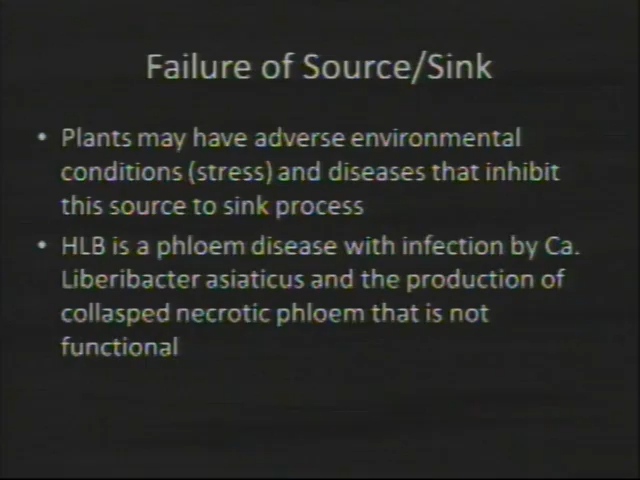 Failure of Source/Sink
• Plants may have adverse environmental
conditions (stress) and diseases that inhibit
this source to sink process
• HLB is a phloem disease with infection by Ca.
Liberibacter asiaticus and the production of
collasped necrotic phloem that is not
functional